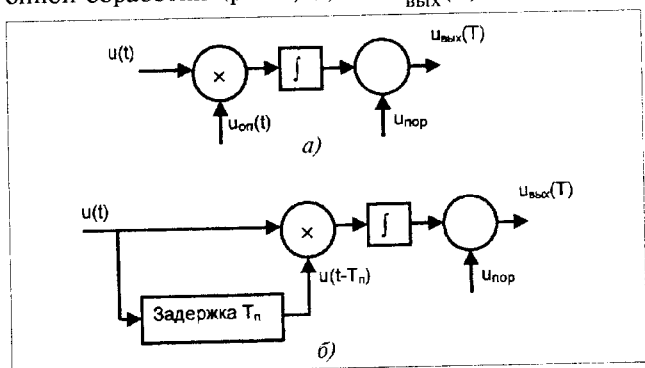 u(t)
×
∫
uвых(T)
uоп(t)
uпор
а)
u(t)
×
∫
uвых(T)
u(t-Tп)
uпор
Задержка Tп
б)